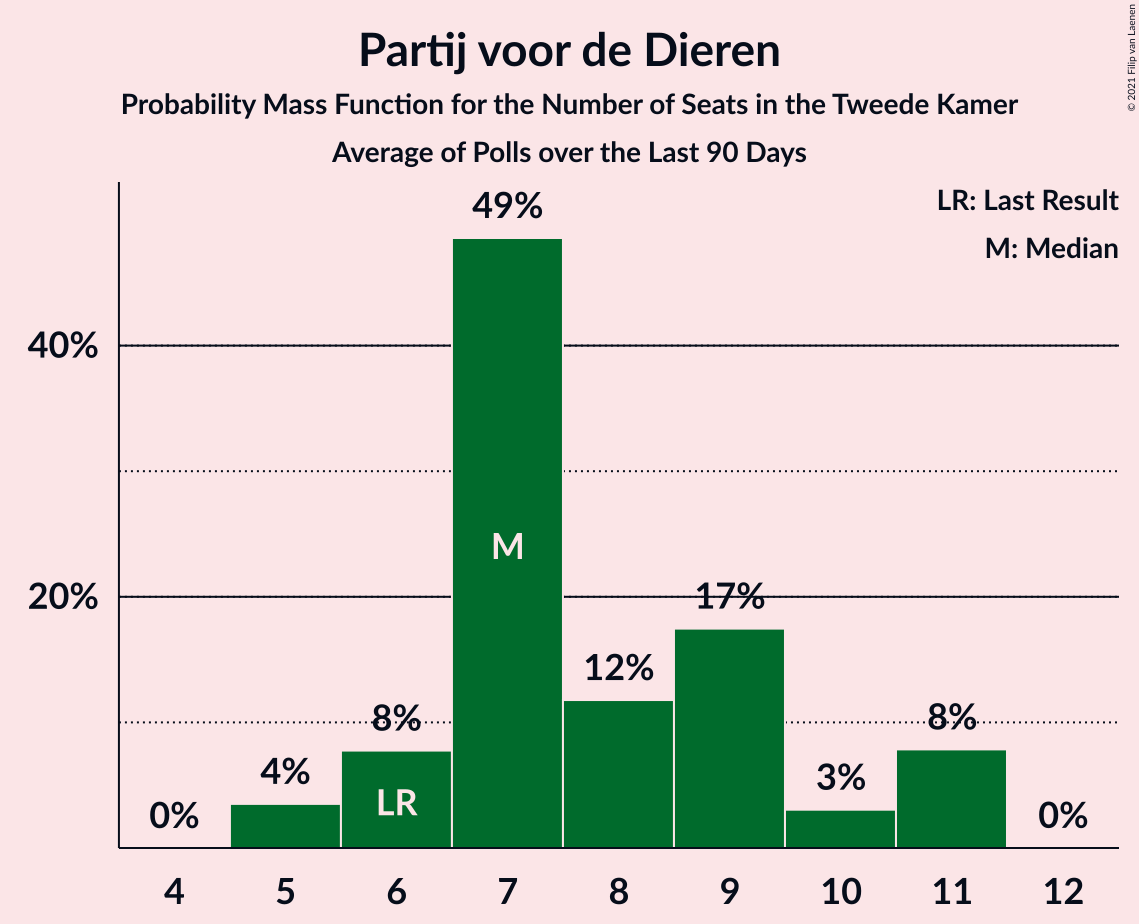 Partij voor de Dieren
Probability Mass Function for the Number of Seats in the Tweede Kamer
Average of Polls over the Last 90 Days
© 2021 Filip van Laenen
LR: Last Result
M: Median
49%
40%
M
20%
17%
12%
8%
8%
4%
3%
LR
0%
0%
4 5 6 7 8 9 10 11 12